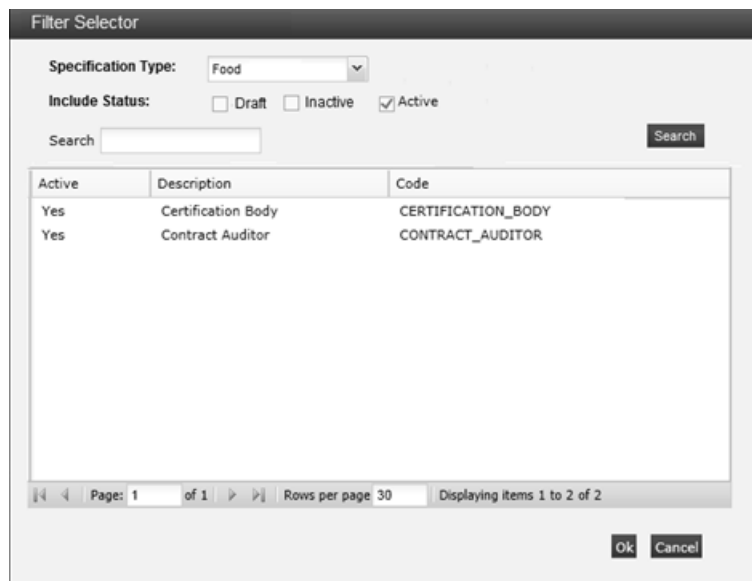 Filter Selector
Specification Type: Food
Include Status: Draft Inactive Active
Search Search
Active Description Code
Yes Certification Body CERTIFICATION_BODY
Yes Contract Auditor CONTRACT_AUDITOR
Page: 1 of 1 Rows per page 30 Displaying items 1 to 2 of 2
Ok Cancel